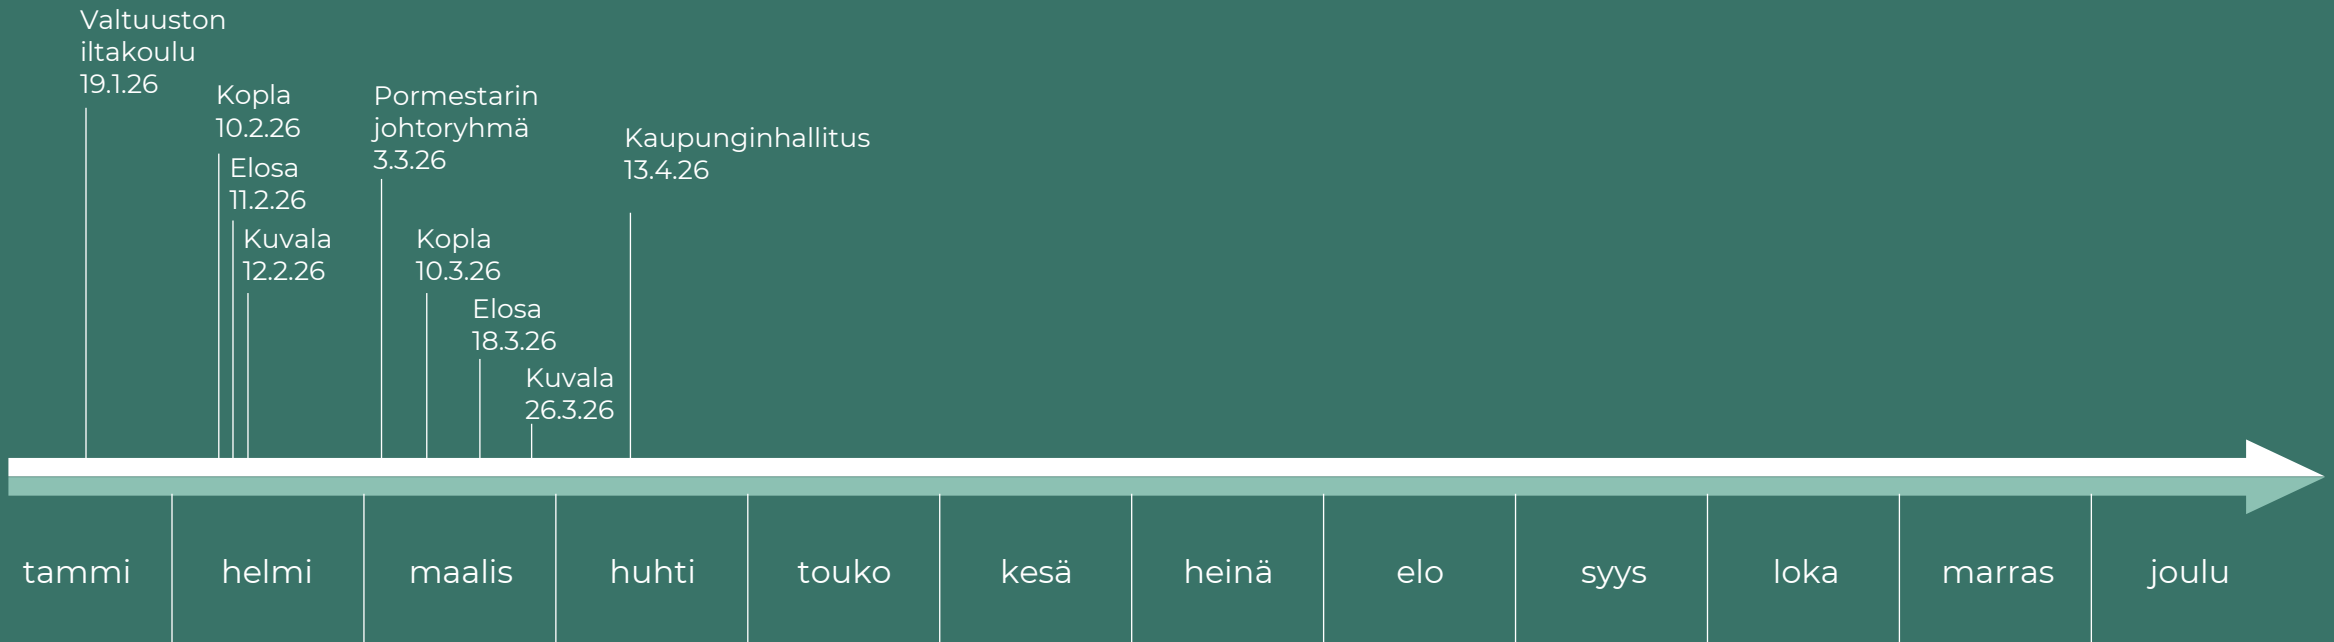 Valtuuston
iltakoulu
19.1.26
Kopla
10.2.26
Elosa
11.2.26
Kuvala
12.2.26
Pormestarin
johtoryhmä
3.3.26
Kopla
10.3.26
Elosa
18.3.26
Kuvala
26.3.26
Kaupunginhallitus
13.4.26
tammi
helmi
maalis
huhti
touko
kesä
heinä
elo
syys
loka
marras
joulu